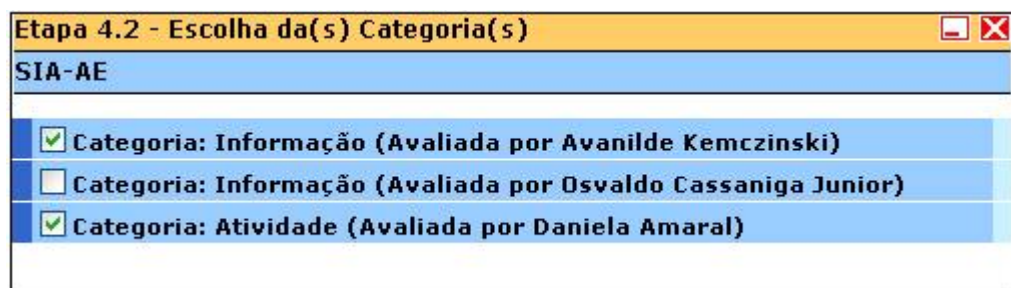 Etapa 4.2 - Escolha da(s) Categoria(s)
SIA-AE
Categoria: Informação (Avaliada por Avanilde Kemczinski)
Categoria: Informação (Avaliada por Osvaldo Cassaniga Junior)
Categoria: Atividade (Avaliada por Daniela Amaral)